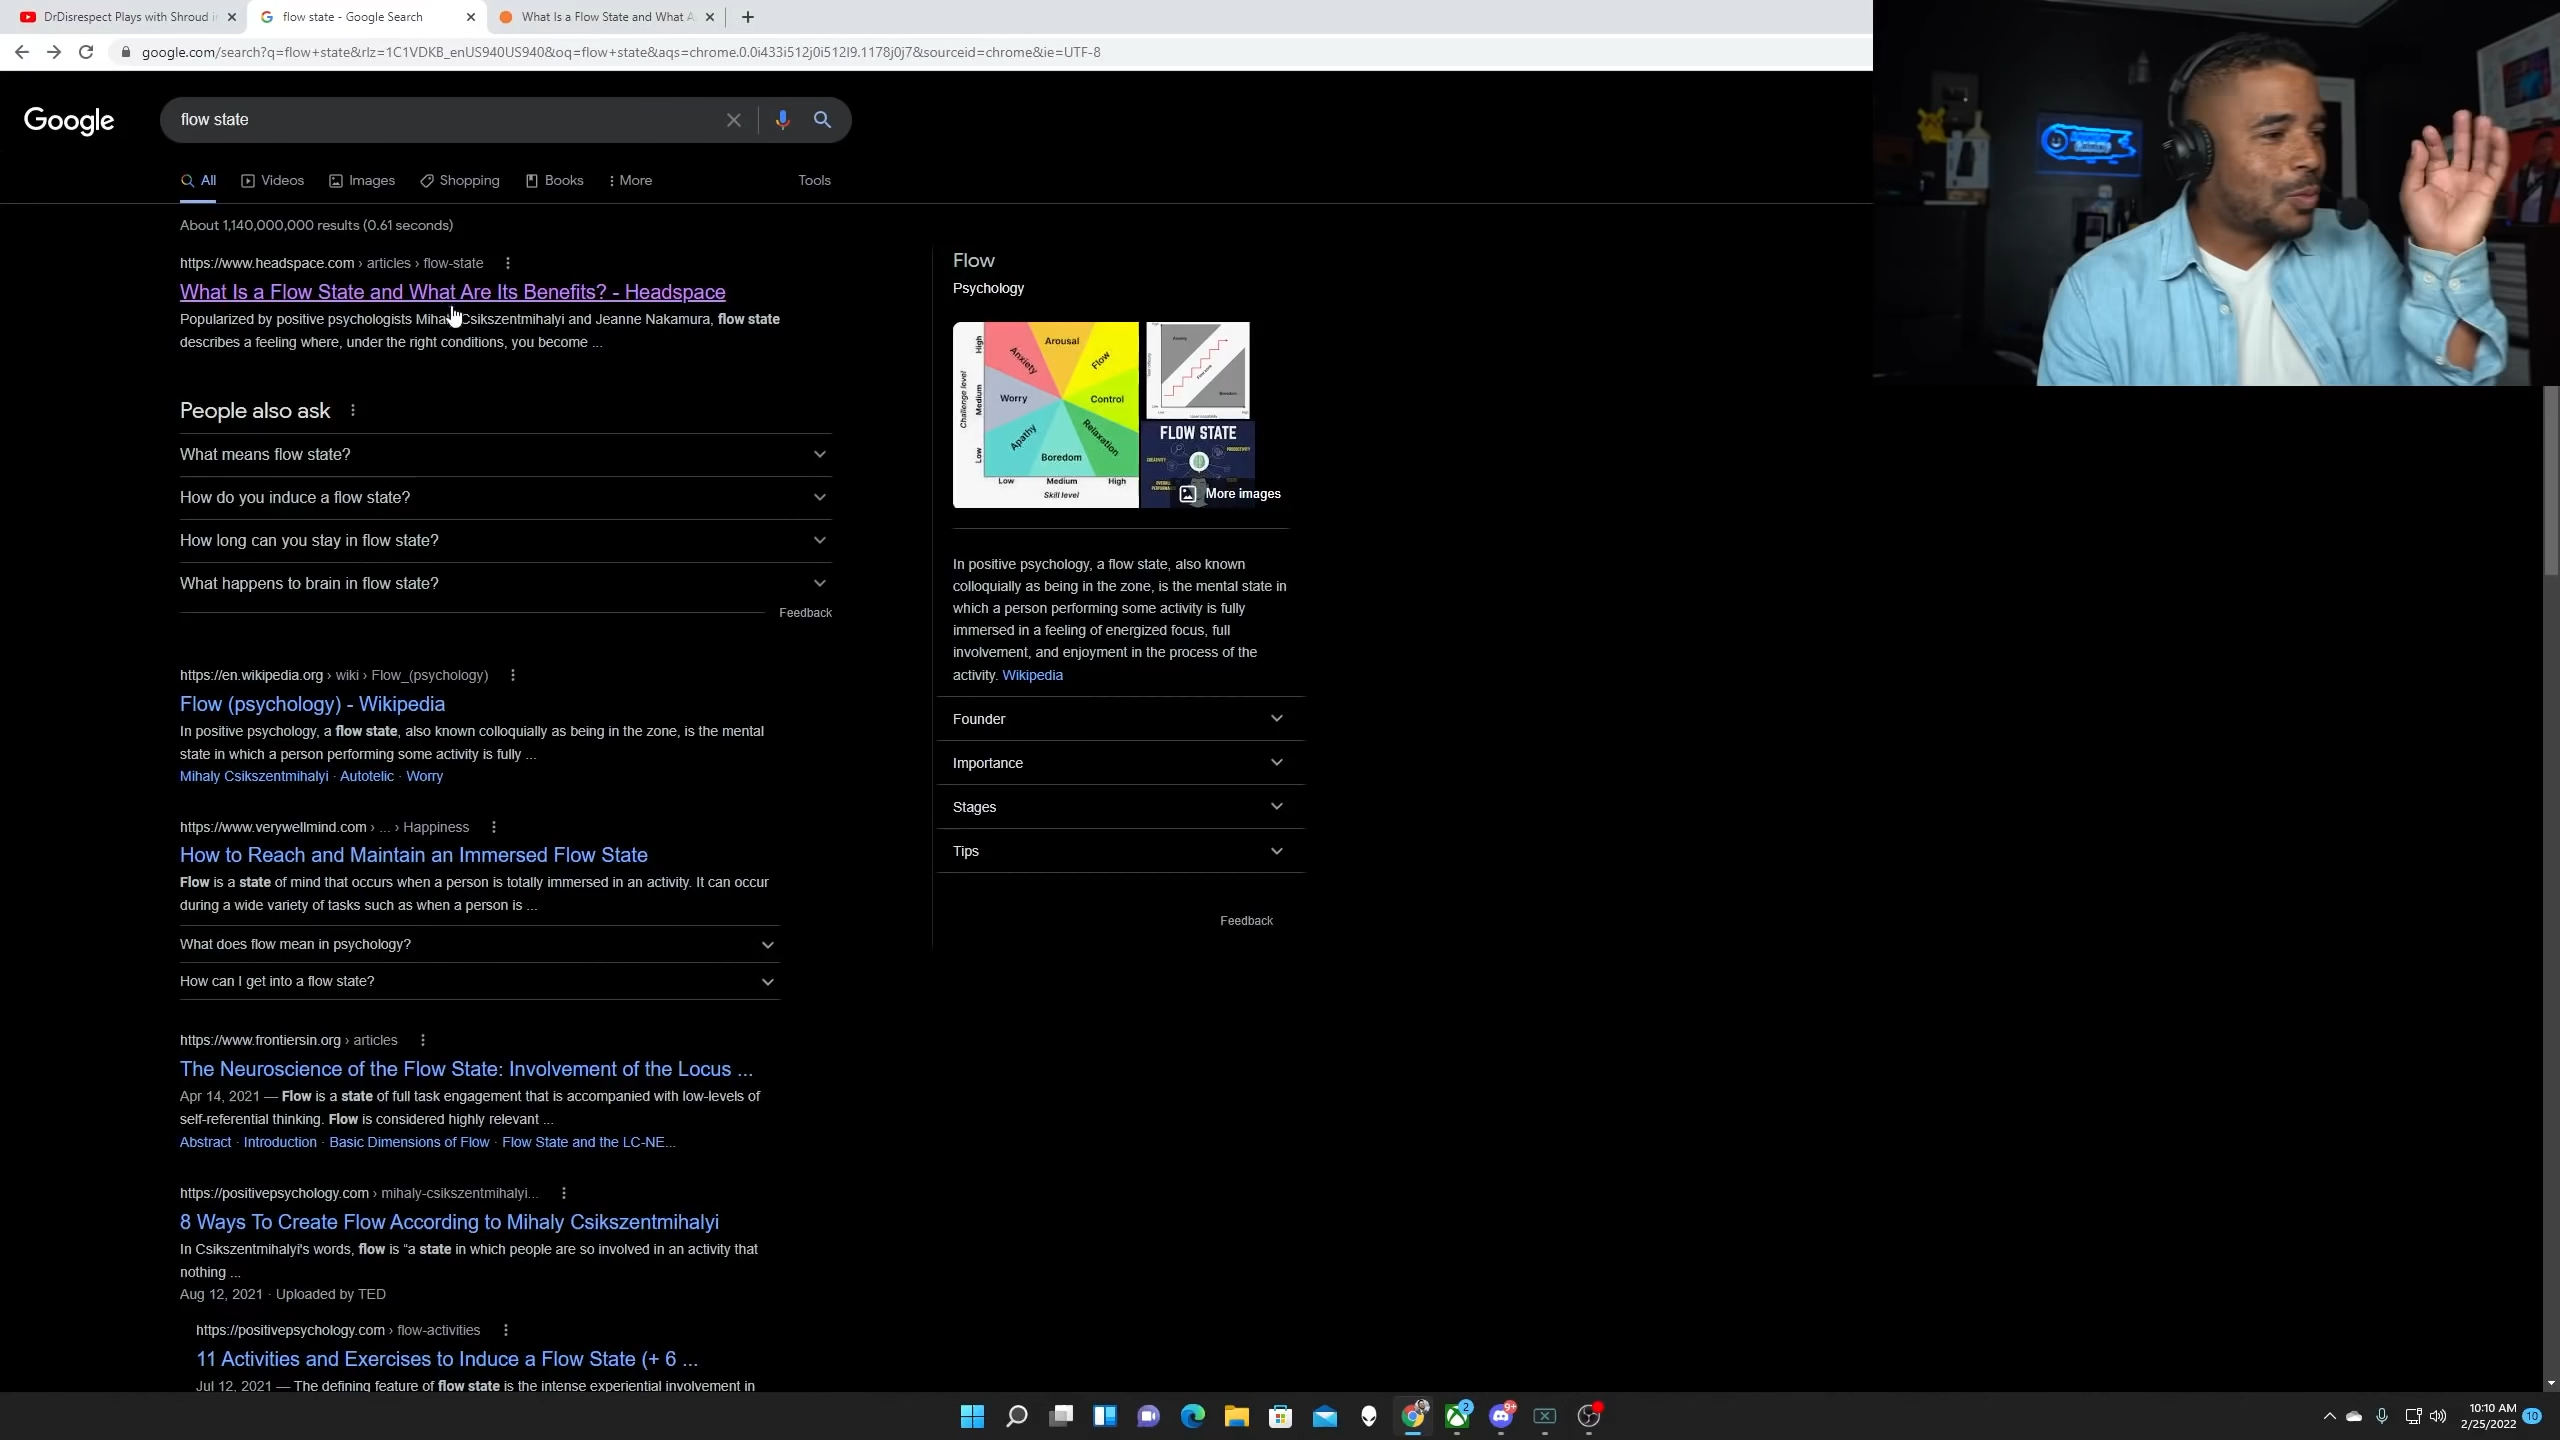 DrDisrespect Plays with Shroud i
flow state - Google Search
What Is a Flow State and What A
google.com/search?q=flow+state&rlz=1C1VDKB_enUS940US940&oq=flow+state&aqs=chrome.0.0i433i512j0i512l9.1178j0j7&sourceid=chrome&ie=UTF-8
Google
flow state
All
Videos
Images
Shopping
Books
More
Tools
About 1,140,000,000 results (0.61 seconds)
https://www.headspace.com › articles › flow-state
What Is a Flow State and What Are Its Benefits? - Headspace
Popularized by positive psychologists Mihaly Csikszentmihalyi and Jeanne Nakamura, flow state
describes a feeling where, under the right conditions, you become ...
People also ask
What means flow state?
How do you induce a flow state?
How long can you stay in flow state?
What happens to brain in flow state?
Feedback
https://en.wikipedia.org › wiki › Flow_(psychology)
Flow (psychology) - Wikipedia
In positive psychology, a flow state, also known colloquially as being in the zone, is the mental
state in which a person performing some activity is fully ...
Mihaly Csikszentmihalyi · Autotelic · Worry
https://www.verywellmind.com › ... › Happiness
How to Reach and Maintain an Immersed Flow State
Flow is a state of mind that occurs when a person is totally immersed in an activity. It can occur
during a wide variety of tasks such as when a person is ...
What does flow mean in psychology?
How can I get into a flow state?
https://www.frontiersin.org › articles
The Neuroscience of the Flow State: Involvement of the Locus ...
Apr 14, 2021 — Flow is a state of full task engagement that is accompanied with low-levels of
self-referential thinking. Flow is considered highly relevant ...
Abstract · Introduction · Basic Dimensions of Flow · Flow State and the LC-NE...
https://positivepsychology.com › mihaly-csikszentmihalyi...
8 Ways To Create Flow According to Mihaly Csikszentmihalyi
In Csikszentmihalyi's words, flow is “a state in which people are so involved in an activity that
nothing ...
Aug 12, 2021 · Uploaded by TED
https://positivepsychology.com › flow-activities
11 Activities and Exercises to Induce a Flow State (+ 6 ...
Jul 12, 2021 — The defining feature of flow state is the intense experiential involvement in
Flow
Psychology
Challenge level
High
Medium
Low
Anxiety
Arousal
Flow
Worry
Control
Apathy
Boredom
Relaxation
Low
Medium
High
Skill level
FLOW STATE
More images
In positive psychology, a flow state, also known
colloquially as being in the zone, is the mental state in
which a person performing some activity is fully
immersed in a feeling of energized focus, full
involvement, and enjoyment in the process of the
activity. Wikipedia
Founder
Importance
Stages
Tips
Feedback
2
9+
10:10 AM
2/25/2022
10